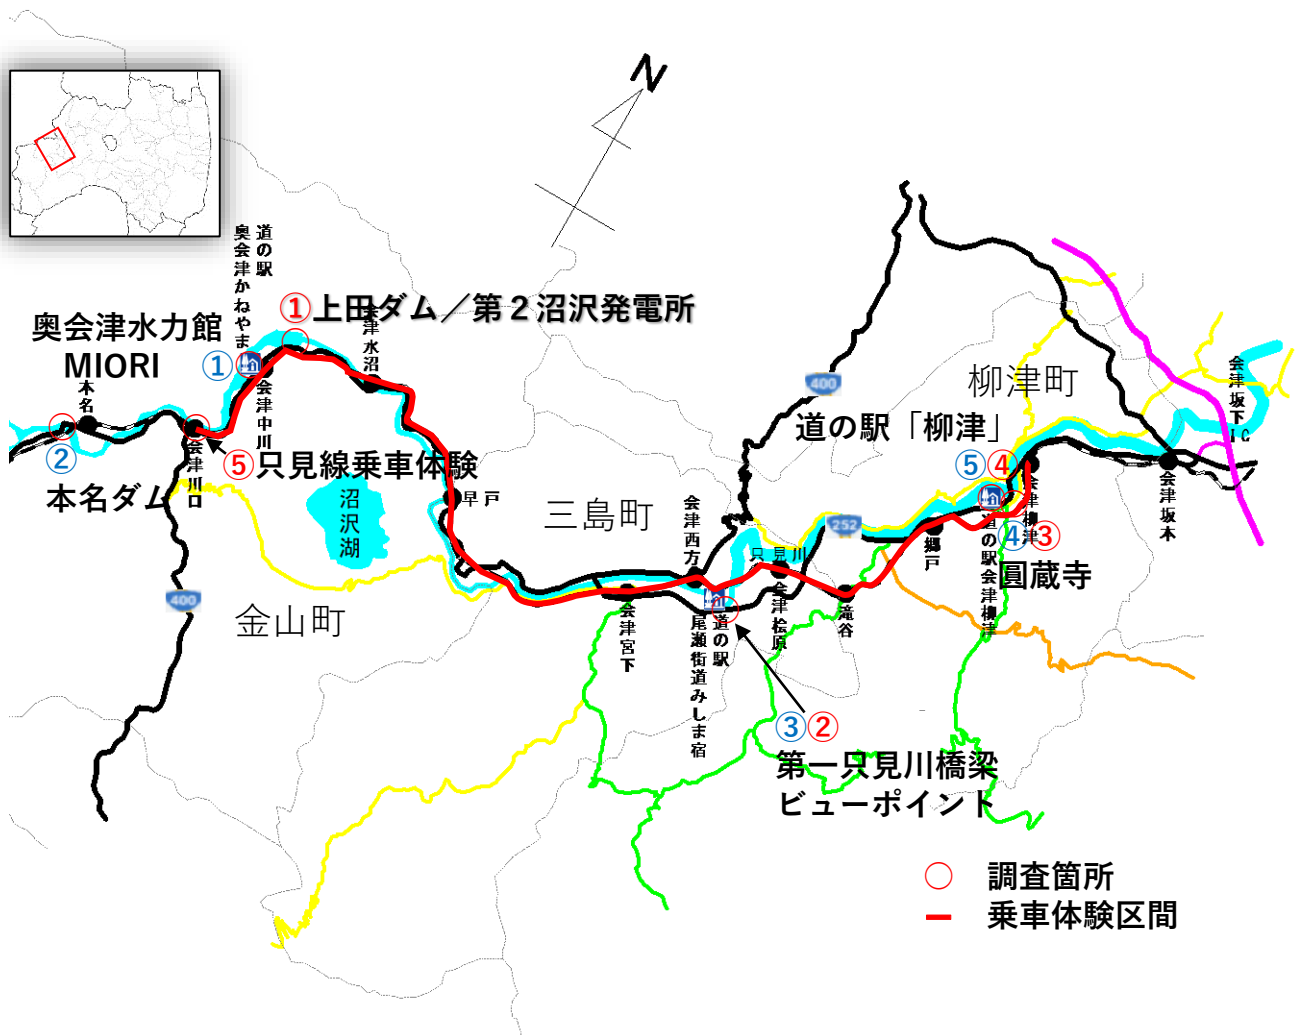 N
道の駅
奥会津かねやま
①上田ダム／第２沼沢発電所
奥会津水力館
MIORI
①
会津水沼
会津中川
本名
②
本名ダム
会津川口
⑤只見線乗車体験
沼沢湖
早戸
三島町
金山町
400
400
252
柳津町
道の駅「柳津」
⑤④
会津柳津
道の駅会津柳津
④③
圓蔵寺
会津坂下IC
会津坂本
郷戸
滝谷
只見川
会津桧原
会津西方
会津宮下
道の駅
尾瀬街道みしま宿
③②
第一只見川橋梁
ビューポイント
○ 調査箇所
乗車体験区間